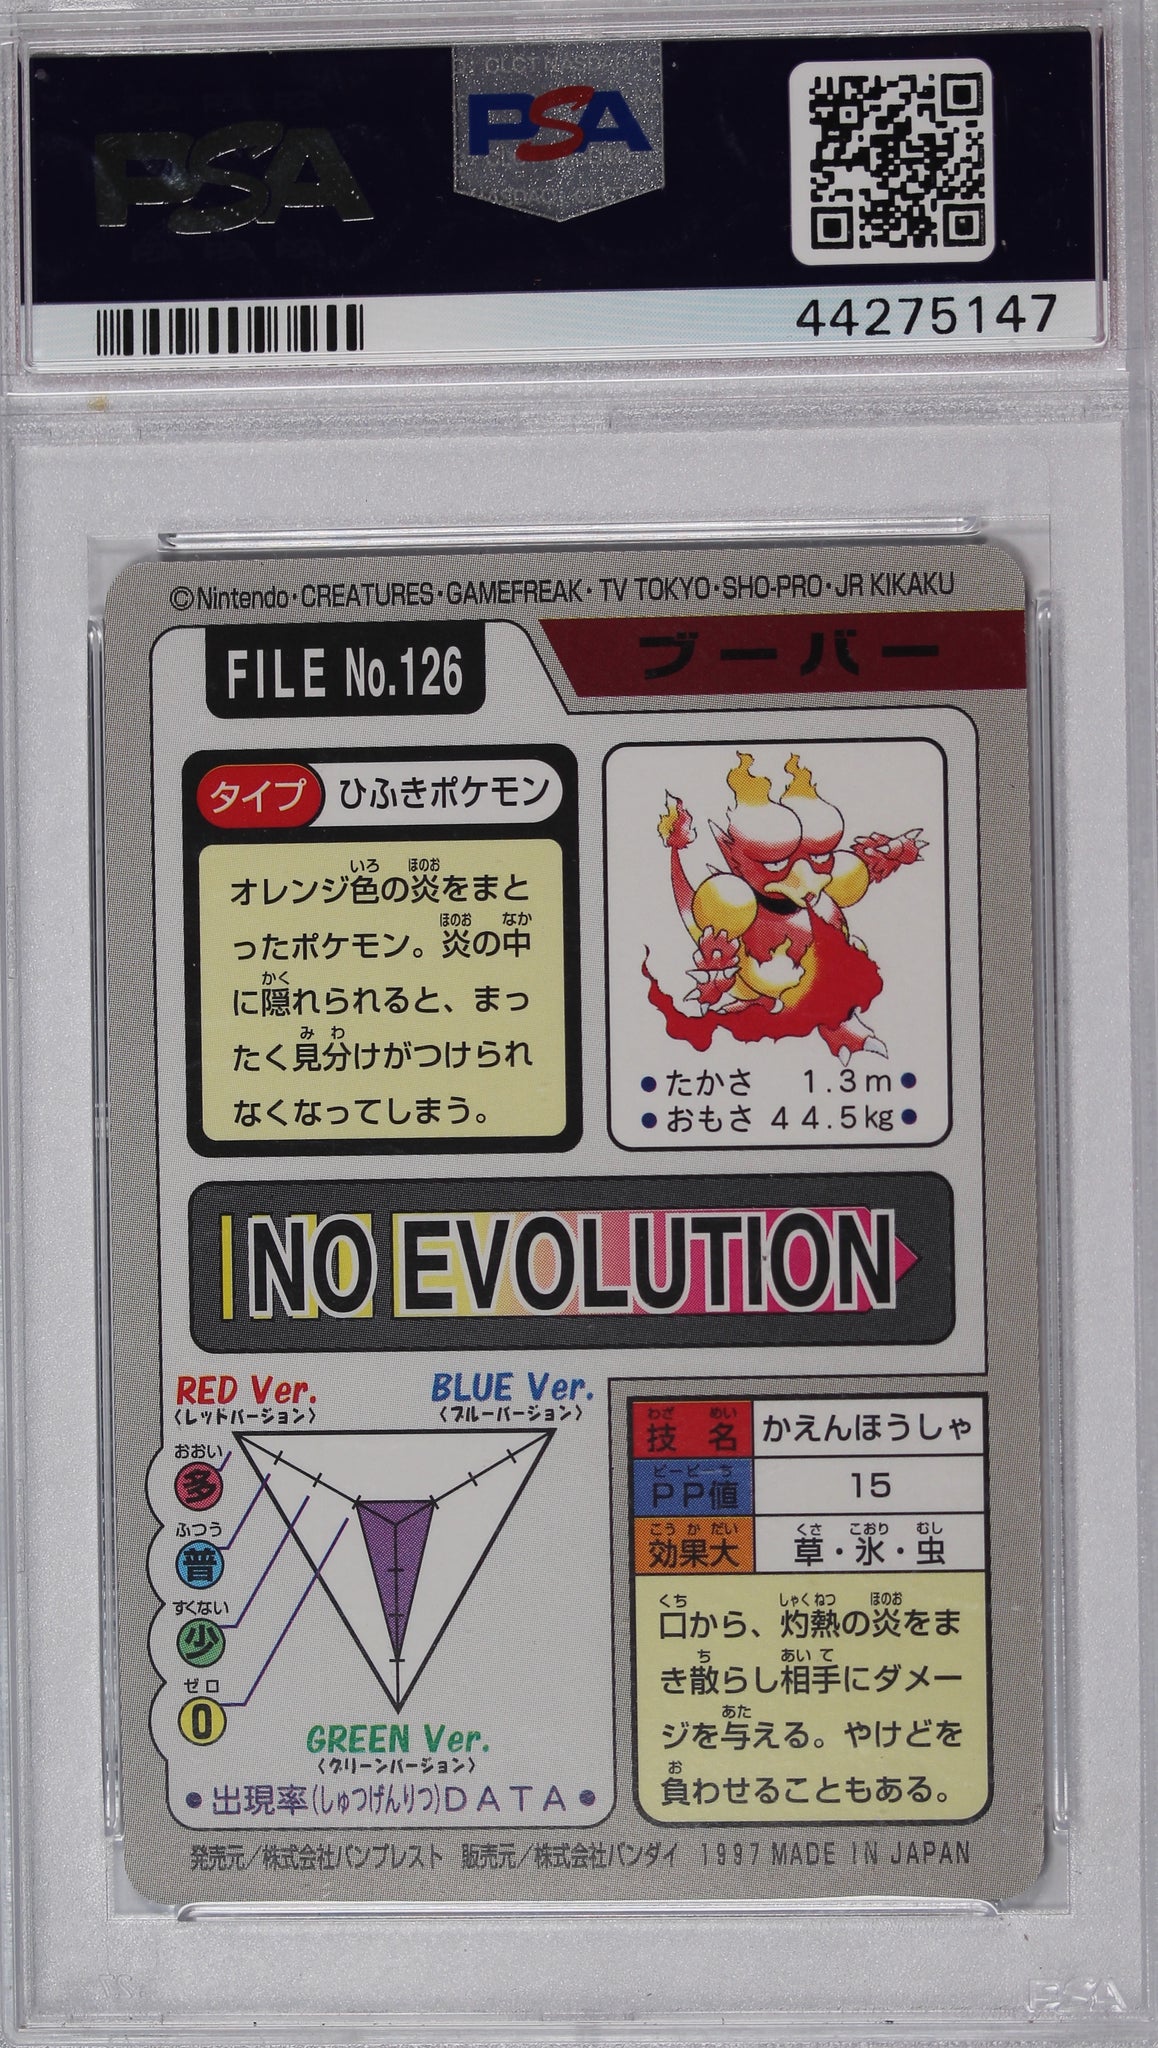 PSA
PSA
44275147
©Nintendo・CREATURES・GAMEFREAK・TV TOKYO・SHO-PRO・JR KIKAKU
FILE No.126
ブーバー
タイプ
ひふきポケモン
いろ ほのお
オレンジ色の炎をまと
ほのお なか
ったポケモン。炎の中
かく
に隠れられると、まっ
み わ
たく見分けがつけられ
なくなってしまう。
●たかさ 1.3m●
●おもさ 44.5kg●
NO EVOLUTION
RED Ver.
〈レッドバージョン〉
BLUE Ver.
〈ブルーバージョン〉
おおい
多
ふつう
普
すくない
少
ゼロ
0
GREEN Ver.
〈グリーンバージョン〉
●出現率(しゅつげんりつ)DATA●
わざ めい
技名 かえんほうしゃ
ピーピーち
PP値 15
こうかだい
効果大
くさ こおり むし
草・氷・虫
くち しゃくねつ ほのお
口から、灼熱の炎をま
ち あいて
き散らし相手にダメー
あた
ジを与える。やけどを
お
負わせることもある。
発売元/株式会社バンプレスト 販売元/株式会社バンダイ 1997 MADE IN JAPAN
PSA